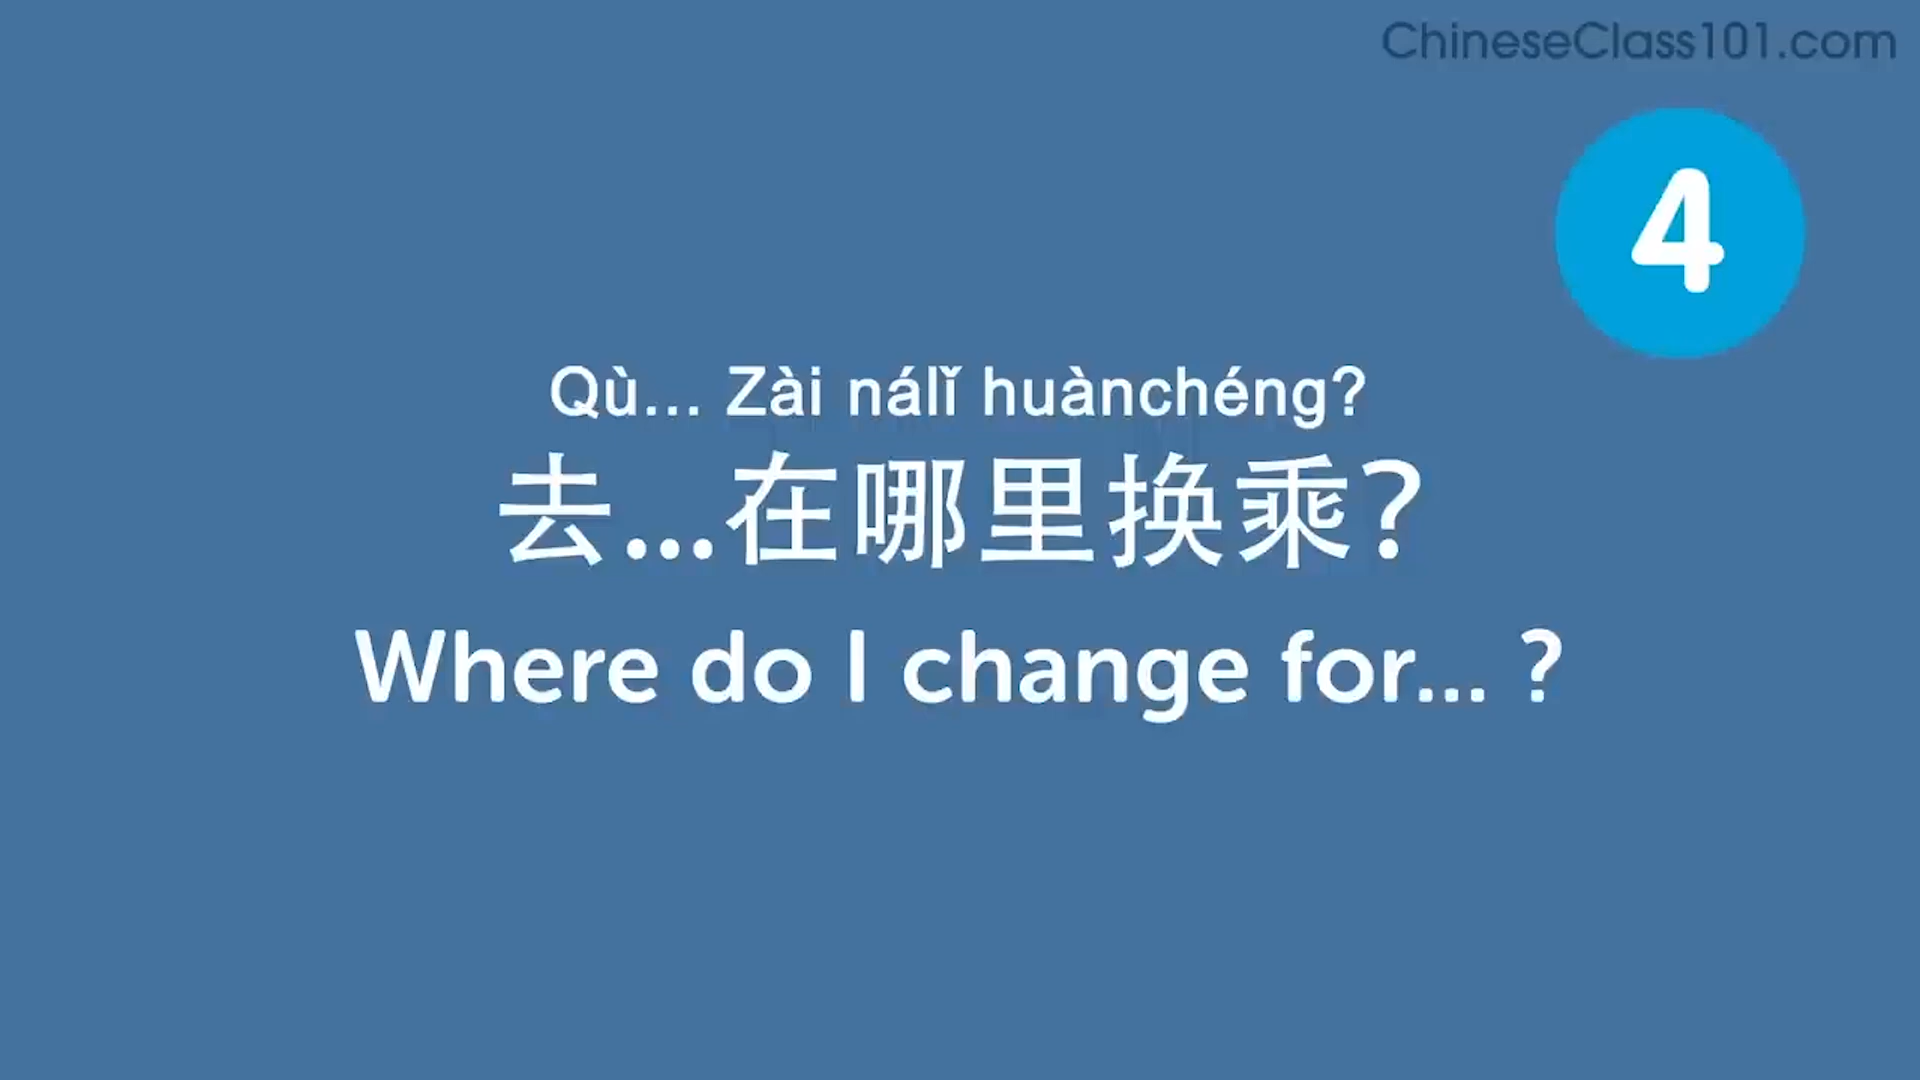 ChineseClass101.com
4
Qù... Zài nálǐ huànchéng?
去...在哪里换乘?
Where do I change for... ?